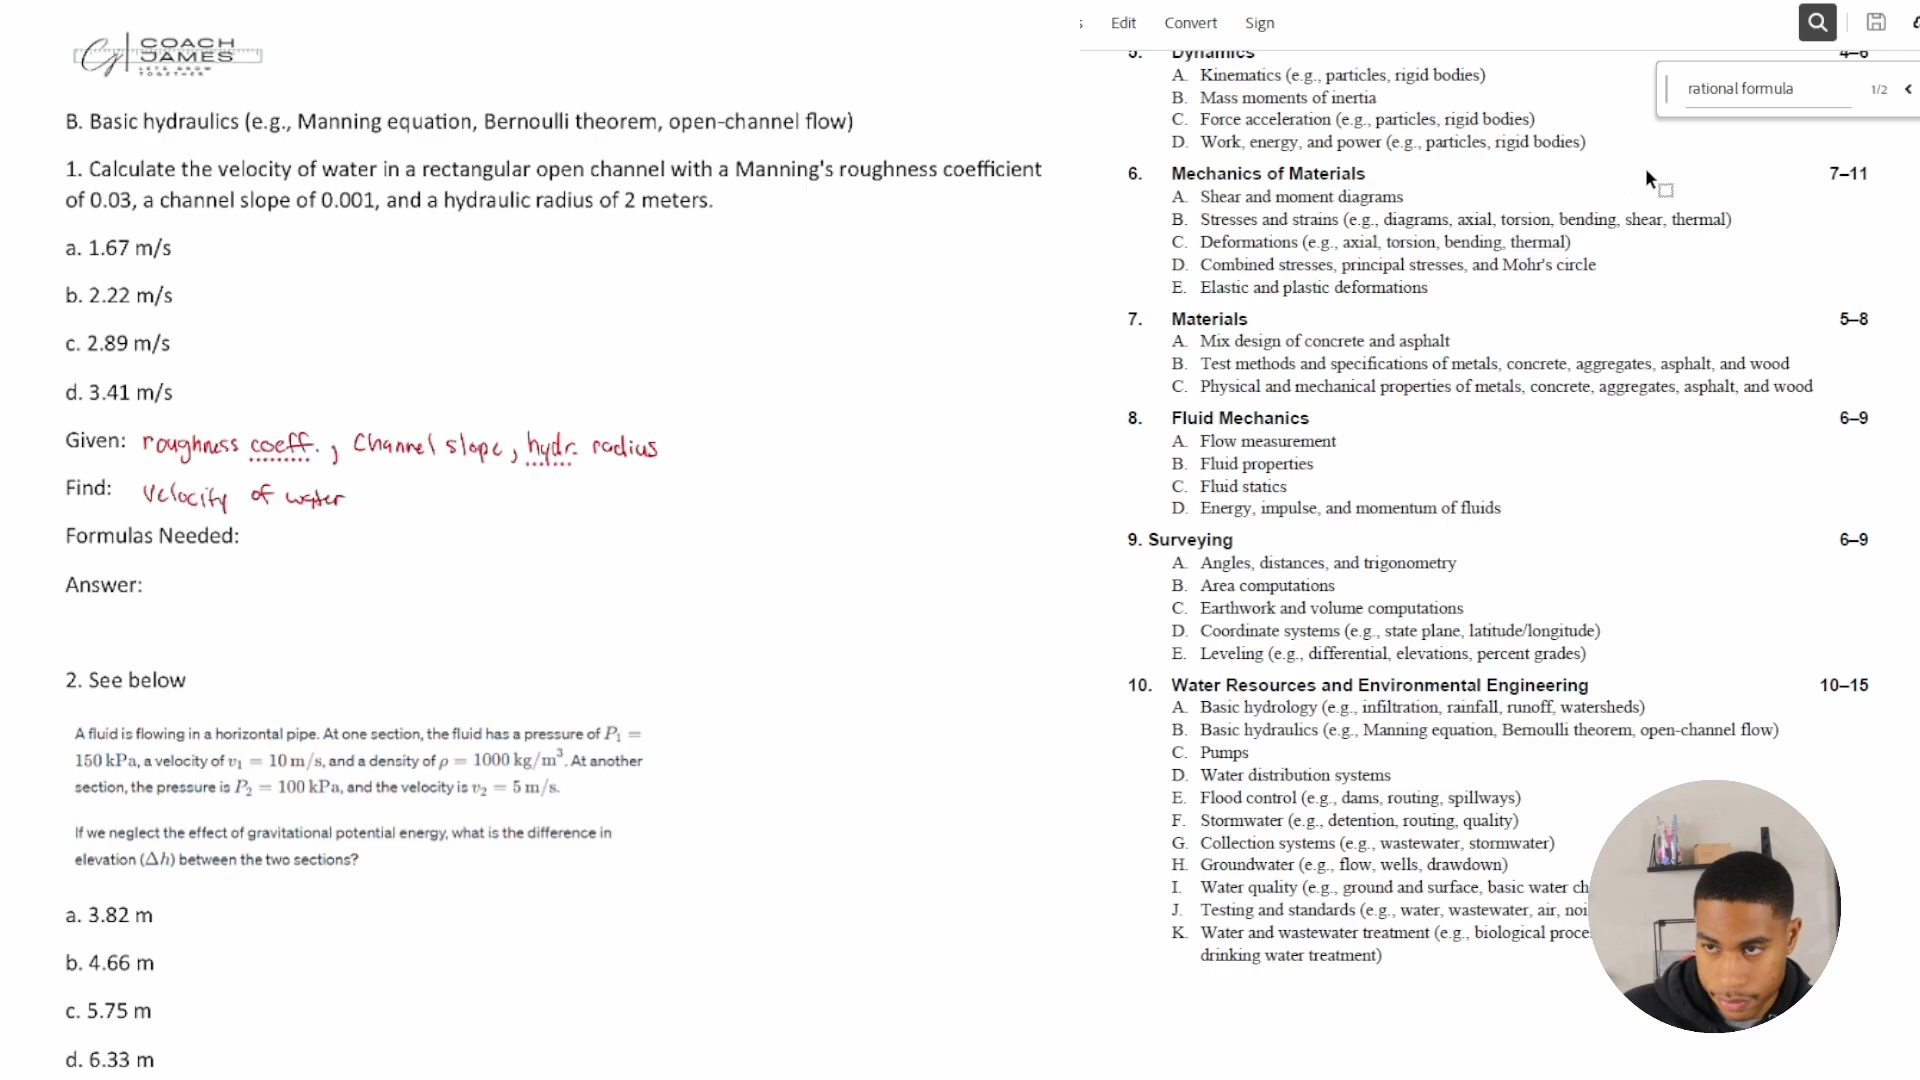 COACH
JAMES
LETS GROW
TOGETHER
B. Basic hydraulics (e.g., Manning equation, Bernoulli theorem, open-channel flow)
1. Calculate the velocity of water in a rectangular open channel with a Manning's roughness coefficient
of 0.03, a channel slope of 0.001, and a hydraulic radius of 2 meters.
a. 1.67 m/s
b. 2.22 m/s
c. 2.89 m/s
d. 3.41 m/s
Given: roughness coeff., Channel slope, hydr. radius
Find: velocity of water
Formulas Needed:
Answer:
2. See below
A fluid is flowing in a horizontal pipe. At one section, the fluid has a pressure of P₁ =
150 kPa, a velocity of v₁ = 10 m/s, and a density of ρ = 1000 kg/m³. At another
section, the pressure is P₂ = 100 kPa, and the velocity is v₂ = 5 m/s.
If we neglect the effect of gravitational potential energy, what is the difference in
elevation (Δh) between the two sections?
a. 3.82 m
b. 4.66 m
c. 5.75 m
d. 6.33 m
Edit Convert Sign
rational formula 1/2
5. Dynamics 4–6
A. Kinematics (e.g., particles, rigid bodies)
B. Mass moments of inertia
C. Force acceleration (e.g., particles, rigid bodies)
D. Work, energy, and power (e.g., particles, rigid bodies)
6. Mechanics of Materials 7–11
A. Shear and moment diagrams
B. Stresses and strains (e.g., diagrams, axial, torsion, bending, shear, thermal)
C. Deformations (e.g., axial, torsion, bending, thermal)
D. Combined stresses, principal stresses, and Mohr's circle
E. Elastic and plastic deformations
7. Materials 5–8
A. Mix design of concrete and asphalt
B. Test methods and specifications of metals, concrete, aggregates, asphalt, and wood
C. Physical and mechanical properties of metals, concrete, aggregates, asphalt, and wood
8. Fluid Mechanics 6–9
A. Flow measurement
B. Fluid properties
C. Fluid statics
D. Energy, impulse, and momentum of fluids
9. Surveying 6–9
A. Angles, distances, and trigonometry
B. Area computations
C. Earthwork and volume computations
D. Coordinate systems (e.g., state plane, latitude/longitude)
E. Leveling (e.g., differential, elevations, percent grades)
10. Water Resources and Environmental Engineering 10–15
A. Basic hydrology (e.g., infiltration, rainfall, runoff, watersheds)
B. Basic hydraulics (e.g., Manning equation, Bernoulli theorem, open-channel flow)
C. Pumps
D. Water distribution systems
E. Flood control (e.g., dams, routing, spillways)
F. Stormwater (e.g., detention, routing, quality)
G. Collection systems (e.g., wastewater, stormwater)
H. Groundwater (e.g., flow, wells, drawdown)
I. Water quality (e.g., ground and surface, basic water ch
J. Testing and standards (e.g., water, wastewater, air, noi
K. Water and wastewater treatment (e.g., biological proce
drinking water treatment)